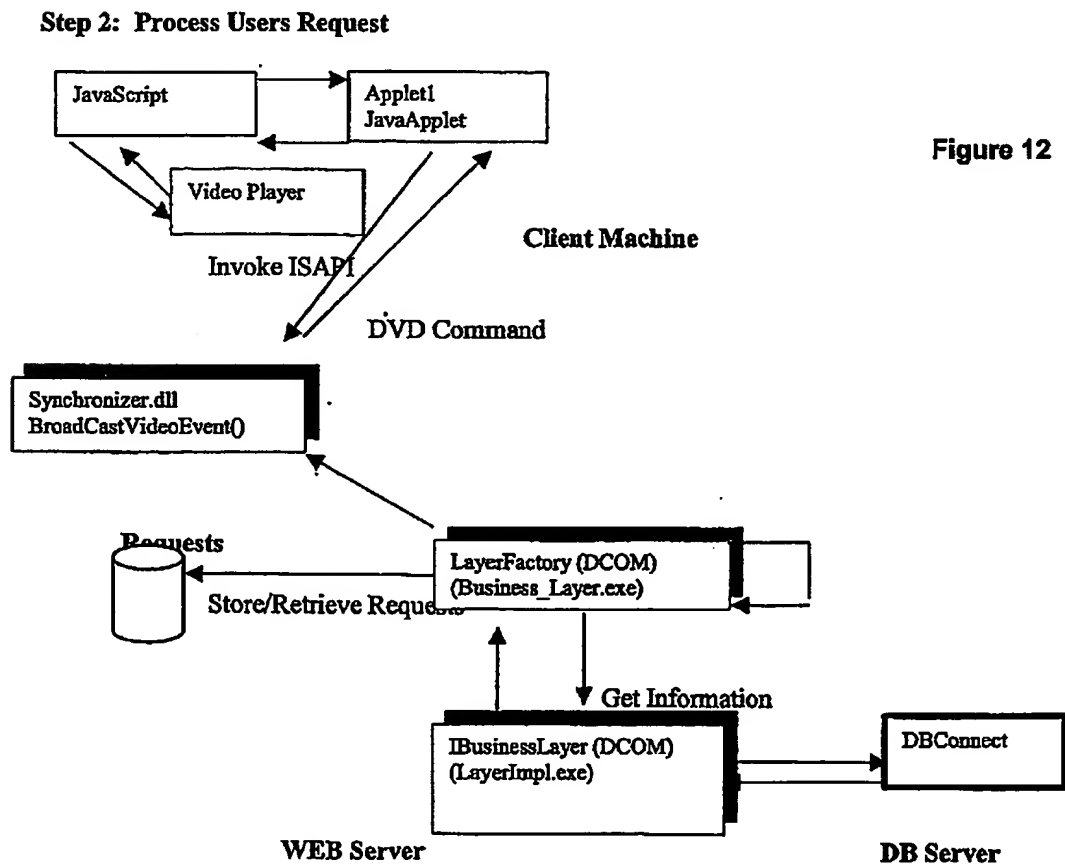 Step 2: Process Users Request
JavaScript
Applet1
JavaApplet
Figure 12
Video Player
Client Machine
Invoke ISAPI
DVD Command
Synchronizer.dll
BroadCastVideoEvent()
Requests
LayerFactory (DCOM)
(Business_Layer.exe)
Store/Retrieve Requests
Get Information
IBusinessLayer (DCOM)
(LayerImpl.exe)
DBConnect
WEB Server
DB Server